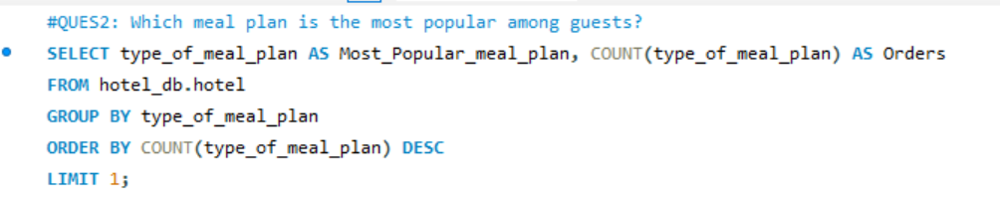 #QUES2: Which meal plan is the most popular among guests?
SELECT type_of_meal_plan AS Most_Popular_meal_plan, COUNT(type_of_meal_plan) AS Orders
FROM hotel_db.hotel
GROUP BY type_of_meal_plan
ORDER BY COUNT(type_of_meal_plan) DESC
LIMIT 1;